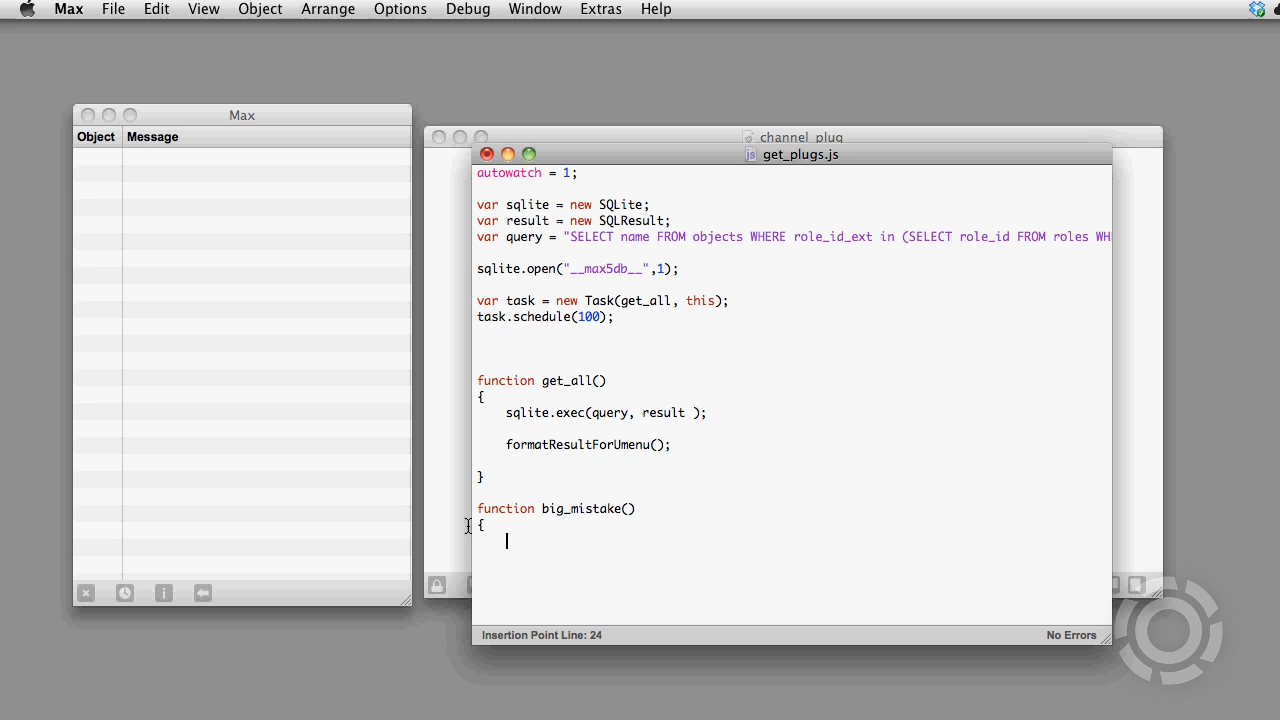 Max File Edit View Object Arrange Options Debug Window Extras Help
Max
Object Message
channel_plug
get_plugs.js
autowatch = 1;
var sqlite = new SQLite;
var result = new SQLResult;
var query = "SELECT name FROM objects WHERE role_id_ext in (SELECT role_id FROM roles WH
sqlite.open("__max5db__",1);
var task = new Task(get_all, this);
task.schedule(100);
function get_all()
{
sqlite.exec(query, result );
formatResultForUmenu();
}
function big_mistake()
{
Insertion Point Line: 24
No Errors